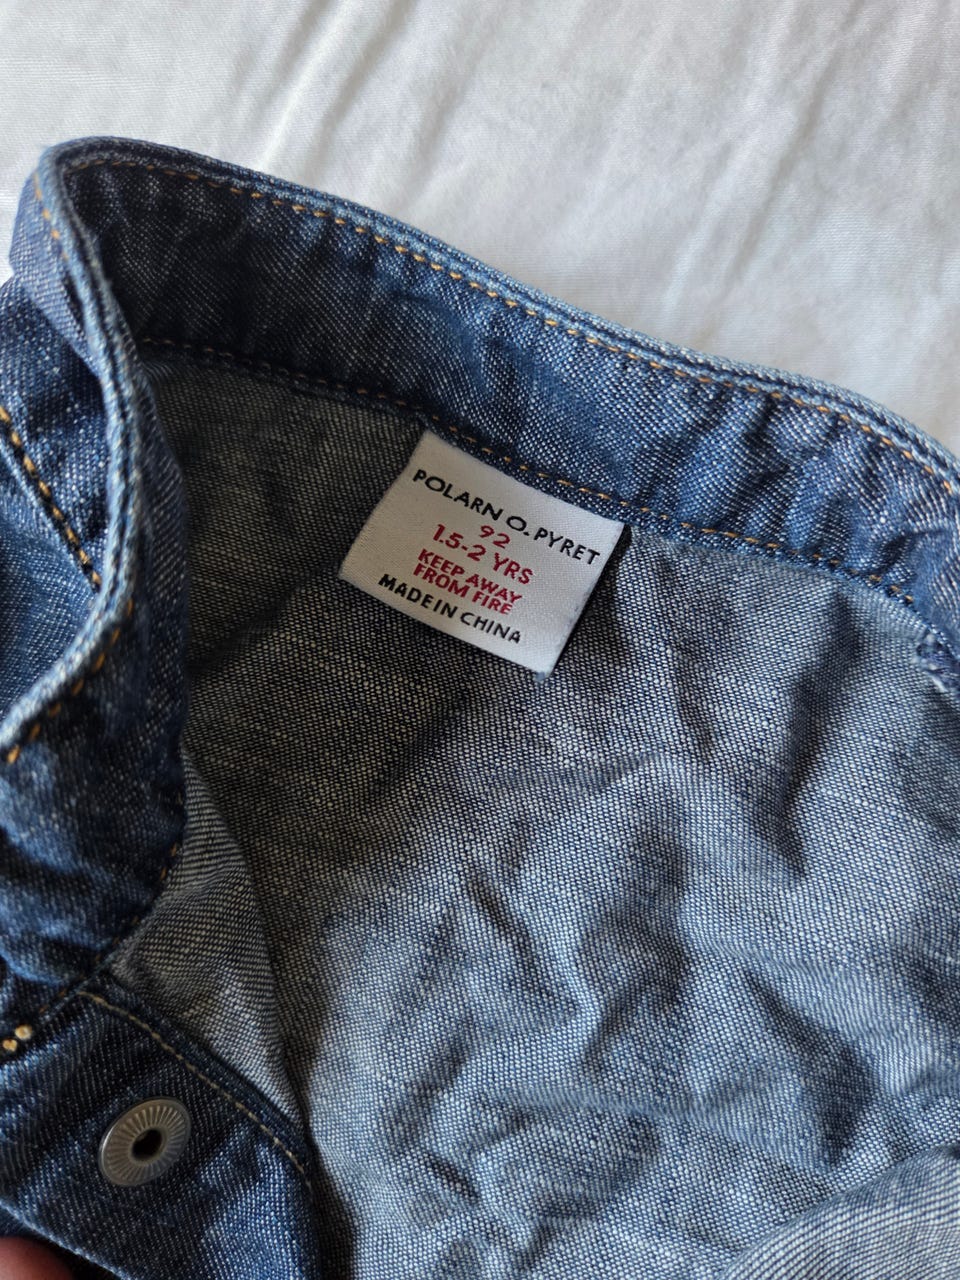 POLARN O. PYRET
92
1.5-2 YRS
KEEP AWAY
FROM FIRE
MADE IN CHINA